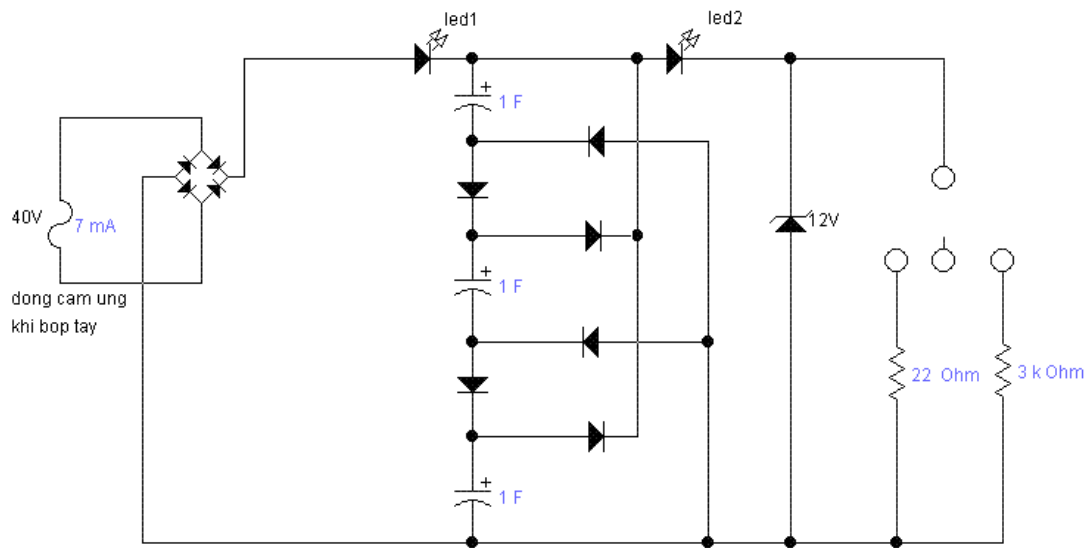 led1
led2
+
1 F
40V
7 mA
12V
+
1 F
dong cam ung
khi bop tay
22 Ohm
3 k Ohm
+
1 F